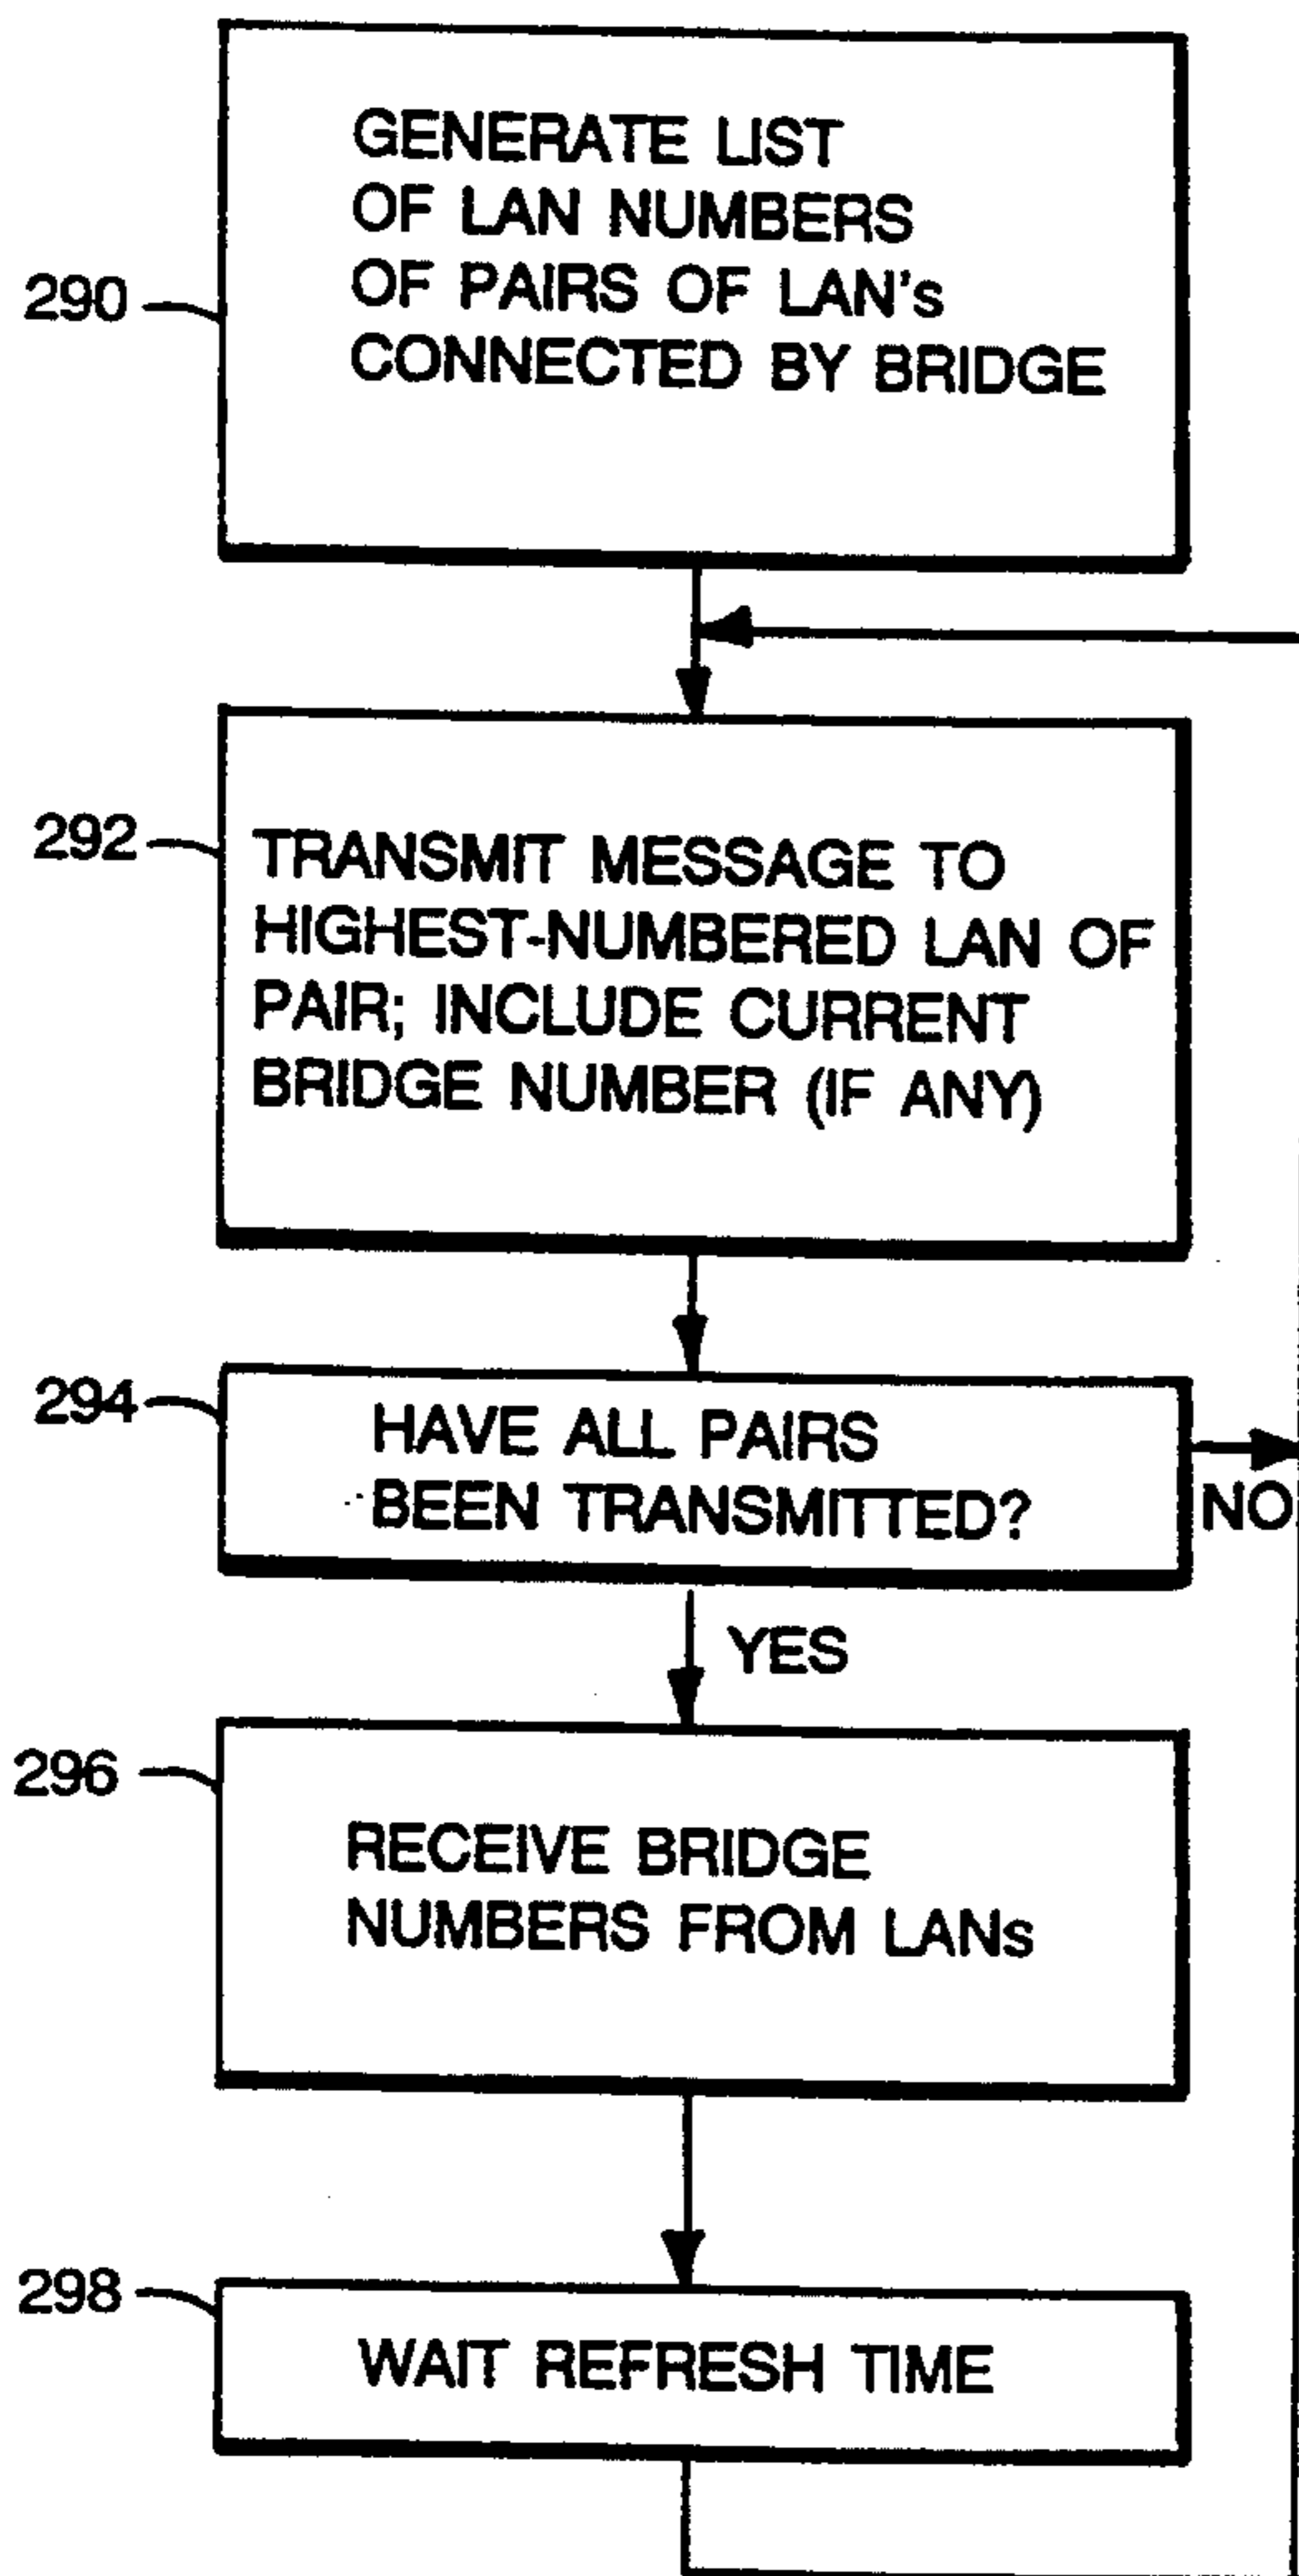 GENERATE LIST
OF LAN NUMBERS
290
OF PAIRS OF LAN's
CONNECTED BY BRIDGE
292
TRANSMIT MESSAGE TO
HIGHEST-NUMBERED LAN OF
PAIR; INCLUDE CURRENT
BRIDGE NUMBER (IF ANY)
294
HAVE ALL PAIRS
BEEN TRANSMITTED?
NO
YES
296
RECEIVE BRIDGE
NUMBERS FROM LANs
298
WAIT REFRESH TIME